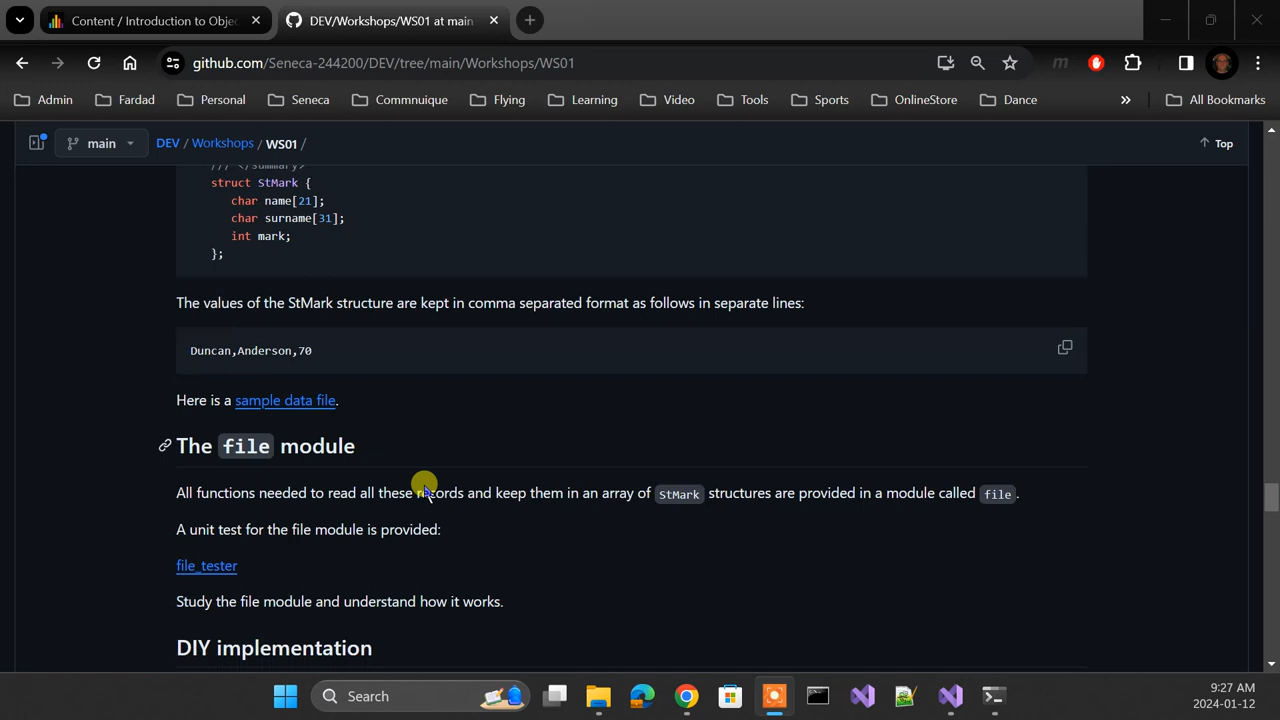 Content / Introduction to Objec
DEV/Workshops/WS01 at main
github.com/Seneca-244200/DEV/tree/main/Workshops/WS01
Admin
Fardad
Personal
Seneca
Commnuique
Flying
Learning
Video
Tools
Sports
OnlineStore
Dance
All Bookmarks
main
DEV / Workshops / WS01 /
Top
/// </summary>
struct StMark {
char name[21];
char surname[31];
int mark;
};
The values of the StMark structure are kept in comma separated format as follows in separate lines:
Duncan,Anderson,70
Here is a sample data file.
The file module
All functions needed to read all these records and keep them in an array of StMark structures are provided in a module called file.
A unit test for the file module is provided:
file_tester
Study the file module and understand how it works.
DIY implementation
Search
9:27 AM
2024-01-12